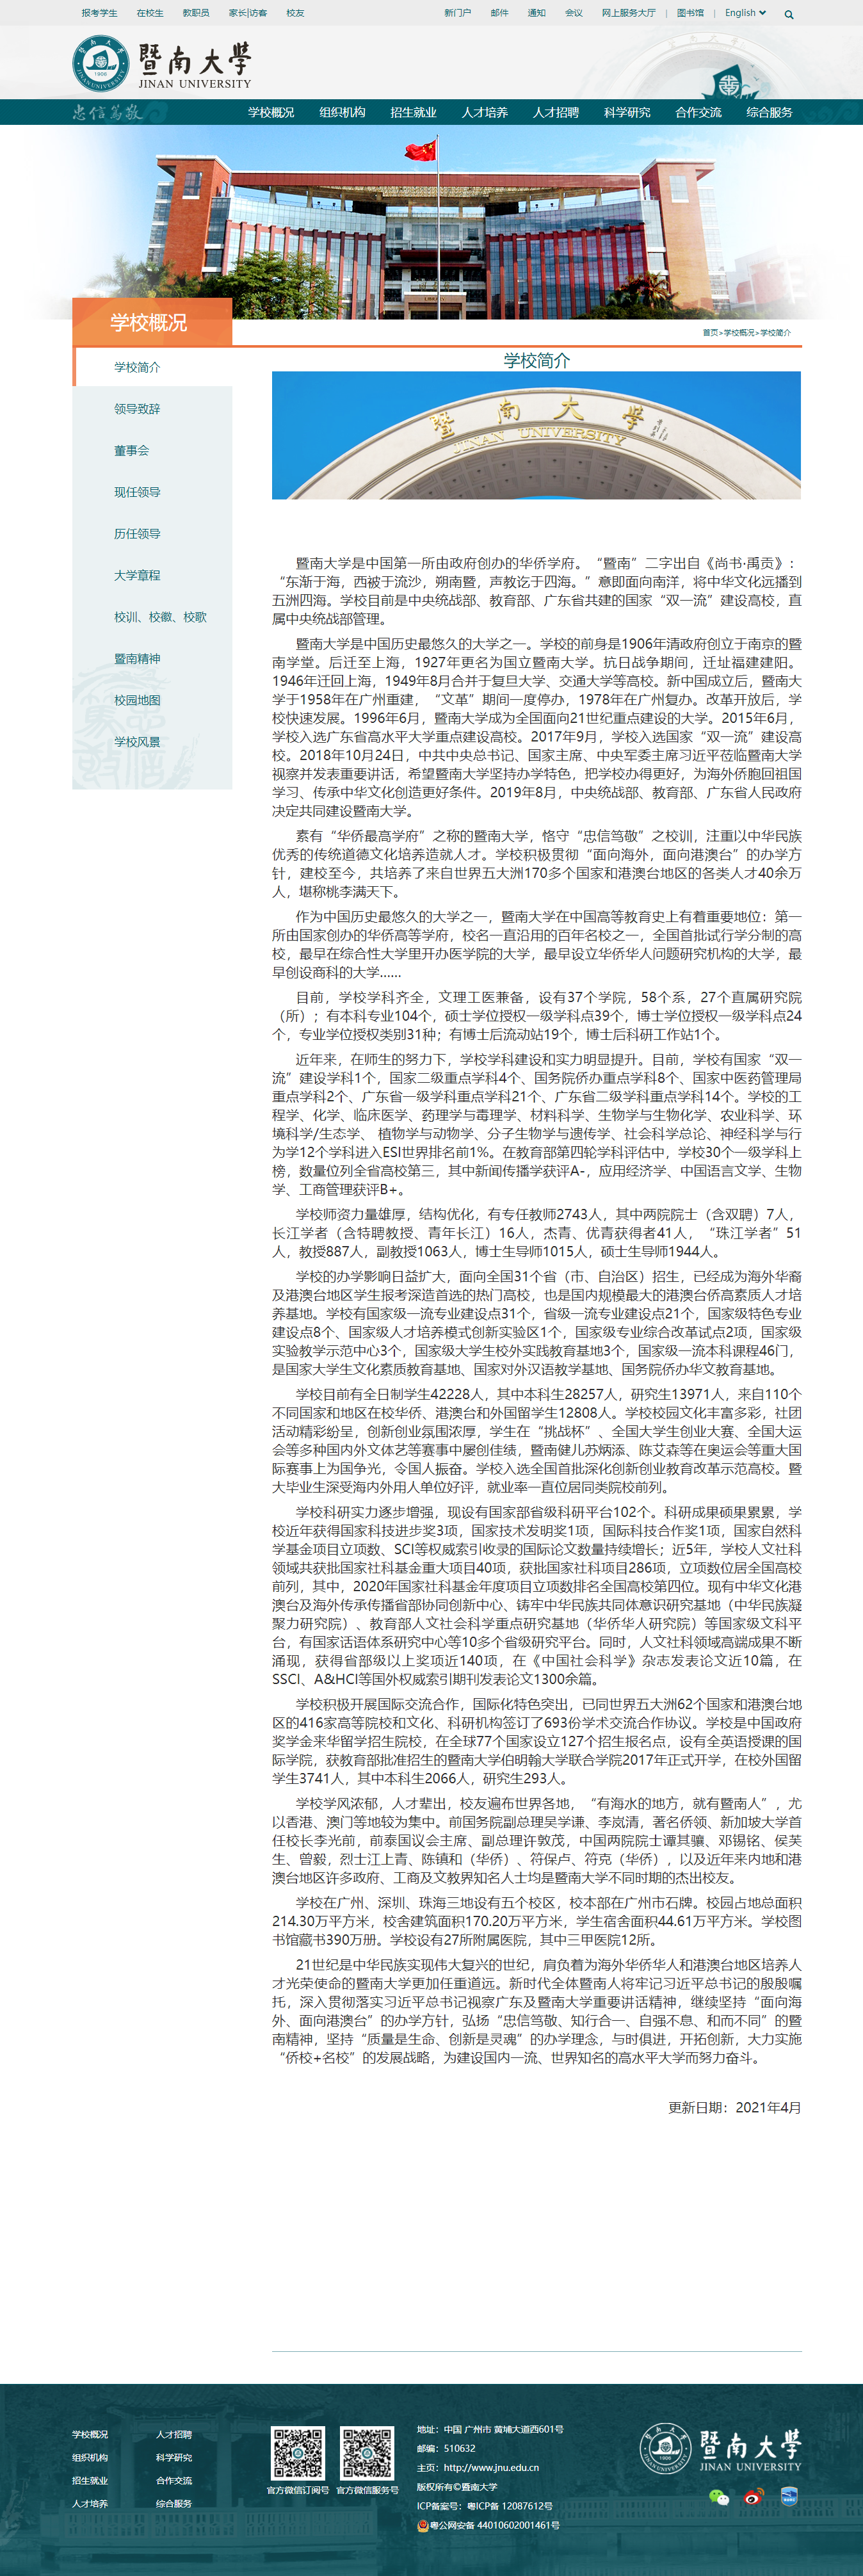 报考学生 在校生 教职员 家长|访客 校友 新门户 邮件 通知 会议 网上服务大厅 | 图书馆 | English
暨南大学
JINAN UNIVERSITY
1906
忠信笃敬
学校概况 组织机构 招生就业 人才培养 人才招聘 科学研究 合作交流 综合服务
学校概况
首页>学校概况>学校简介
学校简介
领导致辞
董事会
现任领导
历任领导
大学章程
校训、校徽、校歌
暨南精神
校园地图
学校风景
学校简介
暨南大学
JINAN UNIVERSITY
暨南大学是中国第一所由政府创办的华侨学府。“暨南”二字出自《尚书·禹贡》：
“东渐于海，西被于流沙，朔南暨，声教讫于四海。”意即面向南洋，将中华文化远播到
五洲四海。学校目前是中央统战部、教育部、广东省共建的国家“双一流”建设高校，直
属中央统战部管理。
暨南大学是中国历史最悠久的大学之一。学校的前身是1906年清政府创立于南京的暨
南学堂。后迁至上海，1927年更名为国立暨南大学。抗日战争期间，迁址福建建阳。
1946年迁回上海，1949年8月合并于复旦大学、交通大学等高校。新中国成立后，暨南大
学于1958年在广州重建，“文革”期间一度停办，1978年在广州复办。改革开放后，学
校快速发展。1996年6月，暨南大学成为全国面向21世纪重点建设的大学。2015年6月，
学校入选广东省高水平大学重点建设高校。2017年9月，学校入选国家“双一流”建设高
校。2018年10月24日，中共中央总书记、国家主席、中央军委主席习近平莅临暨南大学
视察并发表重要讲话，希望暨南大学坚持办学特色，把学校办得更好，为海外侨胞回祖国
学习、传承中华文化创造更好条件。2019年8月，中央统战部、教育部、广东省人民政府
决定共同建设暨南大学。
素有“华侨最高学府”之称的暨南大学，恪守“忠信笃敬”之校训，注重以中华民族
优秀的传统道德文化培养造就人才。学校积极贯彻“面向海外，面向港澳台”的办学方
针，建校至今，共培养了来自世界五大洲170多个国家和港澳台地区的各类人才40余万
人，堪称桃李满天下。
作为中国历史最悠久的大学之一，暨南大学在中国高等教育史上有着重要地位：第一
所由国家创办的华侨高等学府，校名一直沿用的百年名校之一，全国首批试行学分制的高
校，最早在综合性大学里开办医学院的大学，最早设立华侨华人问题研究机构的大学，最
早创设商科的大学……
目前，学校学科齐全，文理工医兼备，设有37个学院，58个系，27个直属研究院
（所）；有本科专业104个，硕士学位授权一级学科点39个，博士学位授权一级学科点24
个，专业学位授权类别31种；有博士后流动站19个，博士后科研工作站1个。
近年来，在师生的努力下，学校学科建设和实力明显提升。目前，学校有国家“双一
流”建设学科1个，国家二级重点学科4个、国务院侨办重点学科8个、国家中医药管理局
重点学科2个、广东省一级学科重点学科21个、广东省二级学科重点学科14个。学校的工
程学、化学、临床医学、药理学与毒理学、材料科学、生物学与生物化学、农业科学、环
境科学/生态学、 植物学与动物学、分子生物学与遗传学、社会科学总论、神经科学与行
为学12个学科进入ESI世界排名前1%。在教育部第四轮学科评估中，学校30个一级学科上
榜，数量位列全省高校第三，其中新闻传播学获评A-，应用经济学、中国语言文学、生物
学、工商管理获评B+。
学校师资力量雄厚，结构优化，有专任教师2743人，其中两院院士（含双聘）7人，
长江学者（含特聘教授、青年长江）16人，杰青、优青获得者41人，“珠江学者”51
人，教授887人，副教授1063人，博士生导师1015人，硕士生导师1944人。
学校的办学影响日益扩大，面向全国31个省（市、自治区）招生，已经成为海外华裔
及港澳台地区学生报考深造首选的热门高校，也是国内规模最大的港澳台侨高素质人才培
养基地。学校有国家级一流专业建设点31个，省级一流专业建设点21个，国家级特色专业
建设点8个、国家级人才培养模式创新实验区1个，国家级专业综合改革试点2项，国家级
实验教学示范中心3个，国家级大学生校外实践教育基地3个，国家级一流本科课程46门，
是国家大学生文化素质教育基地、国家对外汉语教学基地、国务院侨办华文教育基地。
学校目前有全日制学生42228人，其中本科生28257人，研究生13971人，来自110个
不同国家和地区在校华侨、港澳台和外国留学生12808人。学校校园文化丰富多彩，社团
活动精彩纷呈，创新创业氛围浓厚，学生在“挑战杯”、全国大学生创业大赛、全国大运
会等多种国内外文体艺等赛事中屡创佳绩，暨南健儿苏炳添、陈艾森等在奥运会等重大国
际赛事上为国争光，令国人振奋。学校入选全国首批深化创新创业教育改革示范高校。暨
大毕业生深受海内外用人单位好评，就业率一直位居同类院校前列。
学校科研实力逐步增强，现设有国家部省级科研平台102个。科研成果硕果累累，学
校近年获得国家科技进步奖3项，国家技术发明奖1项，国际科技合作奖1项，国家自然科
学基金项目立项数、SCI等权威索引收录的国际论文数量持续增长；近5年，学校人文社科
领域共获批国家社科基金重大项目40项，获批国家社科项目286项，立项数位居全国高校
前列，其中，2020年国家社科基金年度项目立项数排名全国高校第四位。现有中华文化港
澳台及海外传承传播省部协同创新中心、铸牢中华民族共同体意识研究基地（中华民族凝
聚力研究院）、教育部人文社会科学重点研究基地（华侨华人研究院）等国家级文科平
台，有国家话语体系研究中心等10多个省级研究平台。同时，人文社科领域高端成果不断
涌现，获得省部级以上奖项近140项，在《中国社会科学》杂志发表论文近10篇，在
SSCI、A&HCI等国外权威索引期刊发表论文1300余篇。
学校积极开展国际交流合作，国际化特色突出，已同世界五大洲62个国家和港澳台地
区的416家高等院校和文化、科研机构签订了693份学术交流合作协议。学校是中国政府
奖学金来华留学招生院校，在全球77个国家设立127个招生报名点，设有全英语授课的国
际学院，获教育部批准招生的暨南大学伯明翰大学联合学院2017年正式开学，在校外国留
学生3741人，其中本科生2066人，研究生293人。
学校学风浓郁，人才辈出，校友遍布世界各地，“有海水的地方，就有暨南人”，尤
以香港、澳门等地较为集中。前国务院副总理吴学谦、李岚清，著名侨领、新加坡大学首
任校长李光前，前泰国议会主席、副总理许敦茂，中国两院院士谭其骧、邓锡铭、侯芙
生、曾毅，烈士江上青、陈镇和（华侨）、符保卢、符克（华侨），以及近年来内地和港
澳台地区许多政府、工商及文教界知名人士均是暨南大学不同时期的杰出校友。
学校在广州、深圳、珠海三地设有五个校区，校本部在广州市石牌。校园占地总面积
214.30万平方米，校舍建筑面积170.20万平方米，学生宿舍面积44.61万平方米。学校图
书馆藏书390万册。学校设有27所附属医院，其中三甲医院12所。
21世纪是中华民族实现伟大复兴的世纪，肩负着为海外华侨华人和港澳台地区培养人
才光荣使命的暨南大学更加任重道远。新时代全体暨南人将牢记习近平总书记的殷殷嘱
托，深入贯彻落实习近平总书记视察广东及暨南大学重要讲话精神，继续坚持“面向海
外、面向港澳台”的办学方针，弘扬“忠信笃敬、知行合一、自强不息、和而不同”的暨
南精神，坚持“质量是生命、创新是灵魂”的办学理念，与时俱进，开拓创新，大力实施
“侨校+名校”的发展战略，为建设国内一流、世界知名的高水平大学而努力奋斗。
更新日期：2021年4月
学校概况 人才招聘
组织机构 科学研究
招生就业 合作交流
人才培养 综合服务
官方微信订阅号 官方微信服务号
地址：中国 广州市 黄埔大道西601号
邮编：510632
主页：http://www.jnu.edu.cn
版权所有©暨南大学
ICP备案号：粤ICP备 12087612号
粤公网安备 44010602001461号
暨南大学
JINAN UNIVERSITY